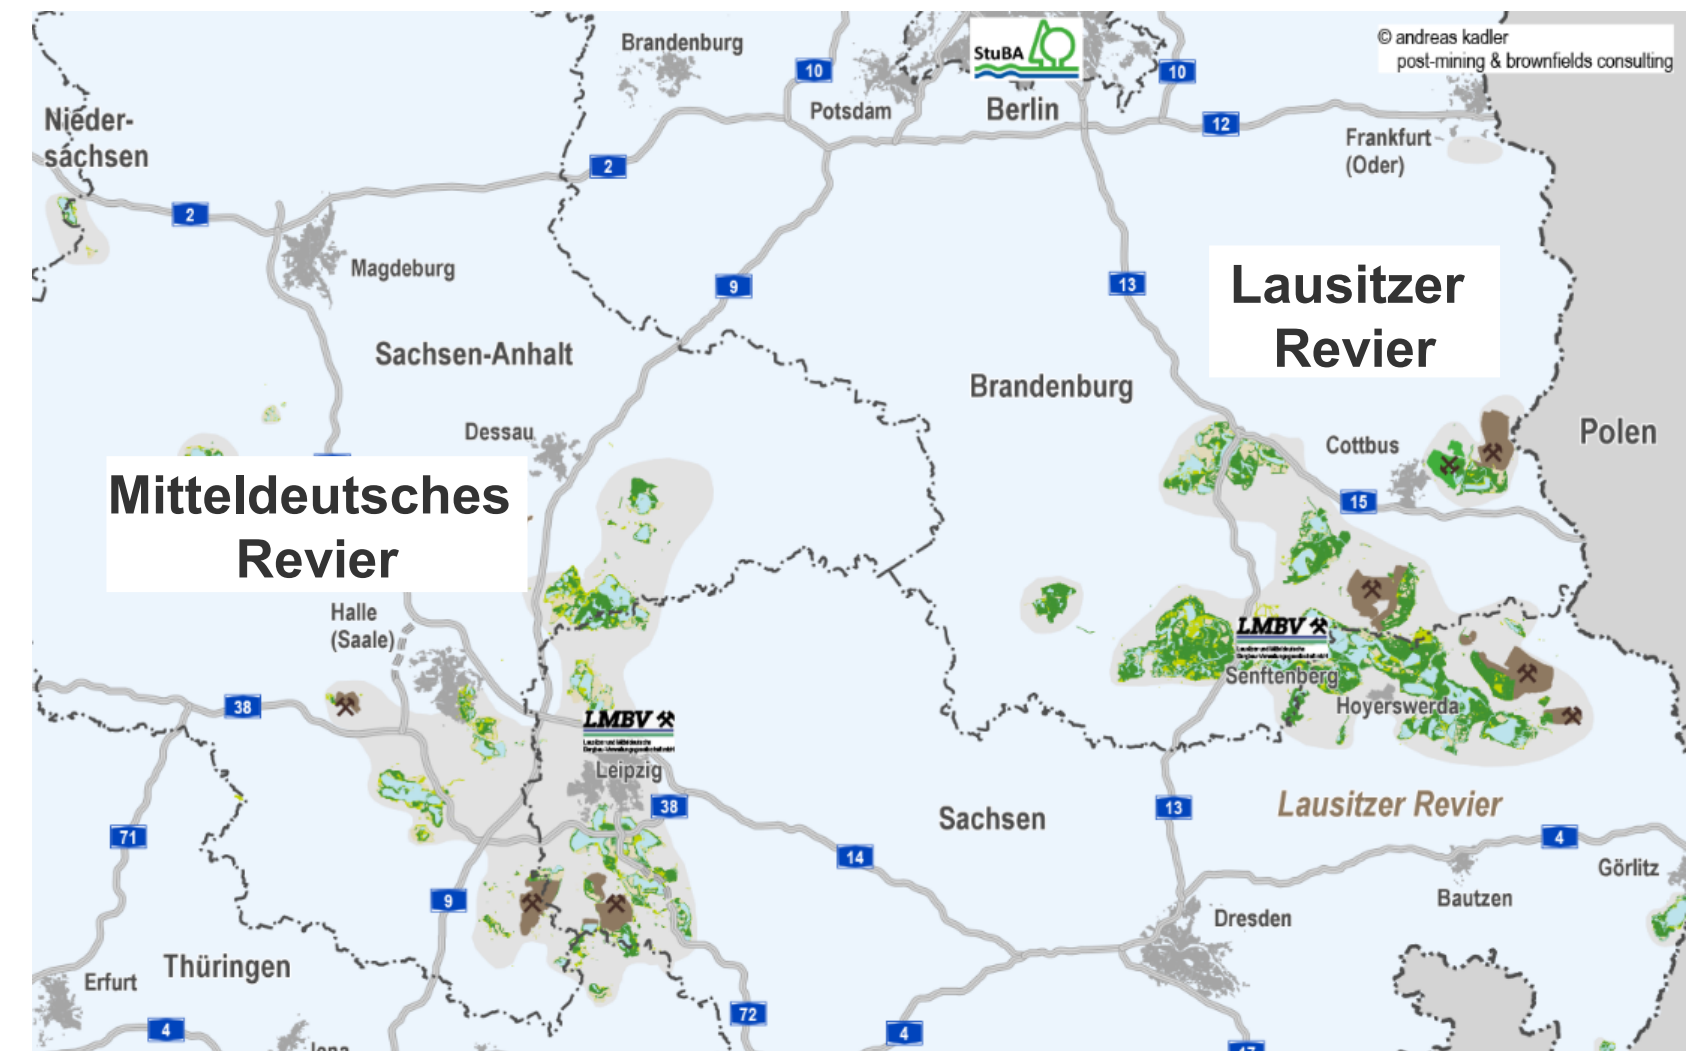 © andreas kadler
post-mining & brownfields consulting
StuBA
Brandenburg
10
10
Potsdam
Berlin
12
Nieder-
sachsen
Frankfurt
(Oder)
2
2
Magdeburg
9
13
Lausitzer
Revier
Sachsen-Anhalt
Brandenburg
Polen
Dessau
Cottbus
15
Mitteldeutsches
Revier
Halle
(Saale)
LMBV
Senftenberg
Hoyerswerda
38
LMBV
Leipzig
38
13
Lausitzer Revier
Sachsen
71
14
4
Görlitz
9
Bautzen
Dresden
Thüringen
Erfurt
72
4
4